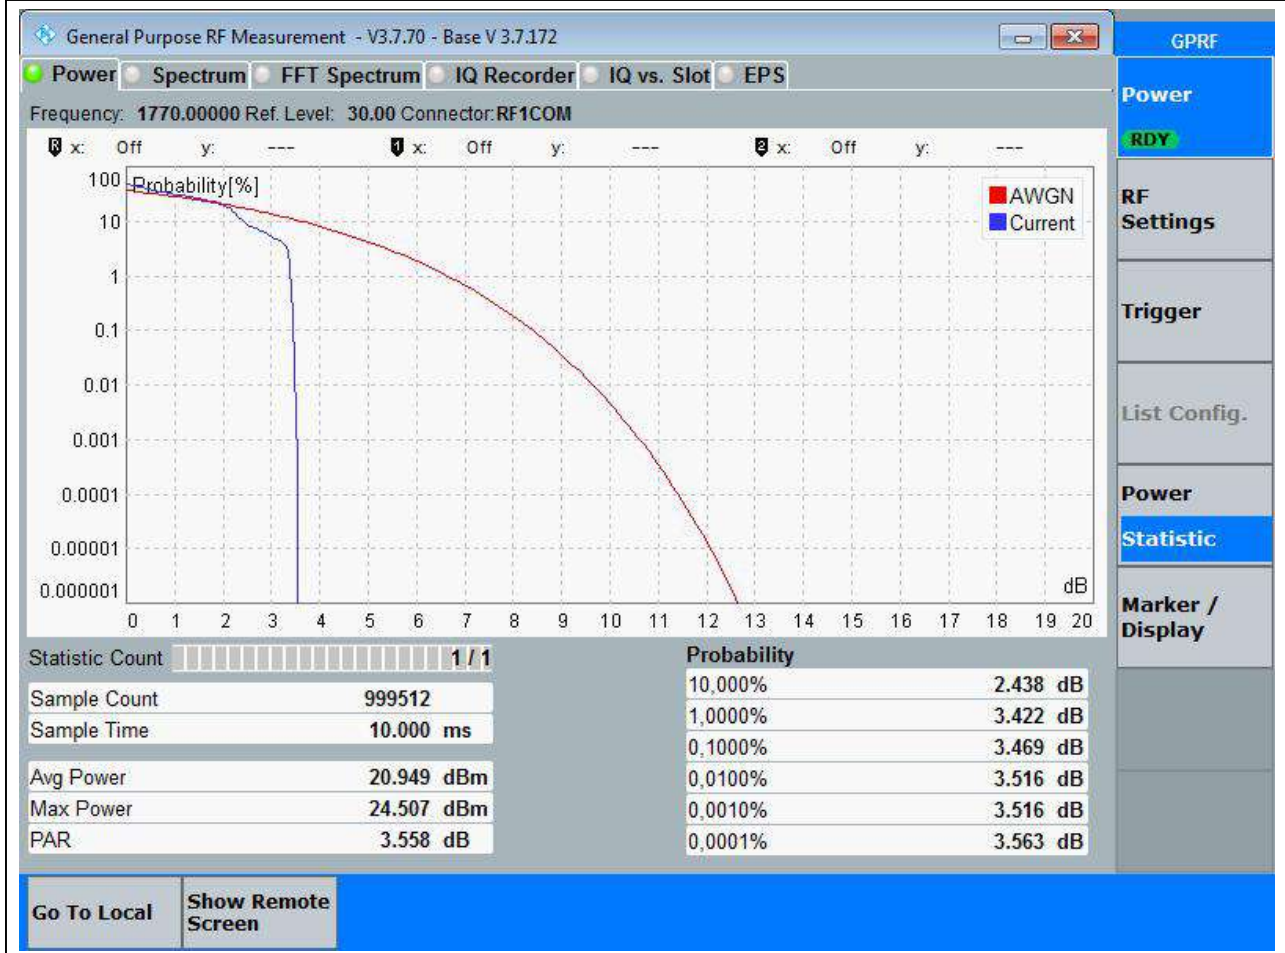 General Purpose RF Measurement - V3.7.70 - Base V 3.7.172
GPRF
Power Spectrum FFT Spectrum IQ Recorder IQ vs. Slot EPS
Frequency: 1770.00000 Ref. Level: 30.00 Connector:RF1COM
R x: Off y: --- 1 x: Off y: --- 2 x: Off y: ---
Probability[%]
AWGN
Current
100
10
1
0.1
0.01
0.001
0.0001
0.00001
0.000001
dB
0 1 2 3 4 5 6 7 8 9 10 11 12 13 14 15 16 17 18 19 20
Statistic Count 1 / 1
Sample Count 999512
Sample Time 10.000 ms
Avg Power 20.949 dBm
Max Power 24.507 dBm
PAR 3.558 dB
Probability
10,000% 2.438 dB
1,0000% 3.422 dB
0,1000% 3.469 dB
0,0100% 3.516 dB
0,0010% 3.516 dB
0,0001% 3.563 dB
Power
RDY
RF
Settings
Trigger
List Config.
Power
Statistic
Marker /
Display
Go To Local
Show Remote
Screen